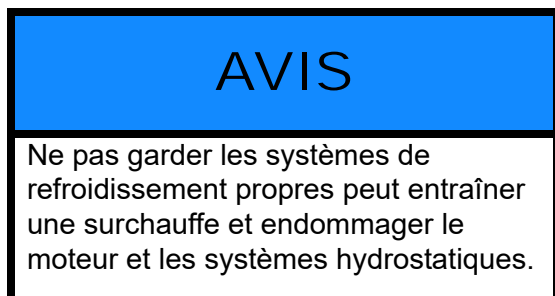 AVIS
Ne pas garder les systèmes de
refroidissement propres peut entraîner
une surchauffe et endommager le
moteur et les systèmes hydrostatiques.